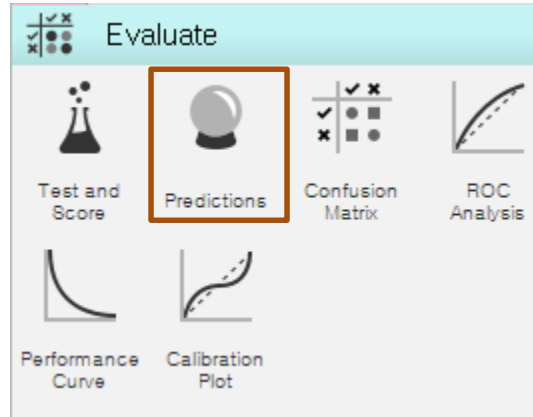 Evaluate
Test and
Score
Predictions
Confusion
Matrix
ROC
Analysis
Performance
Curve
Calibration
Plot